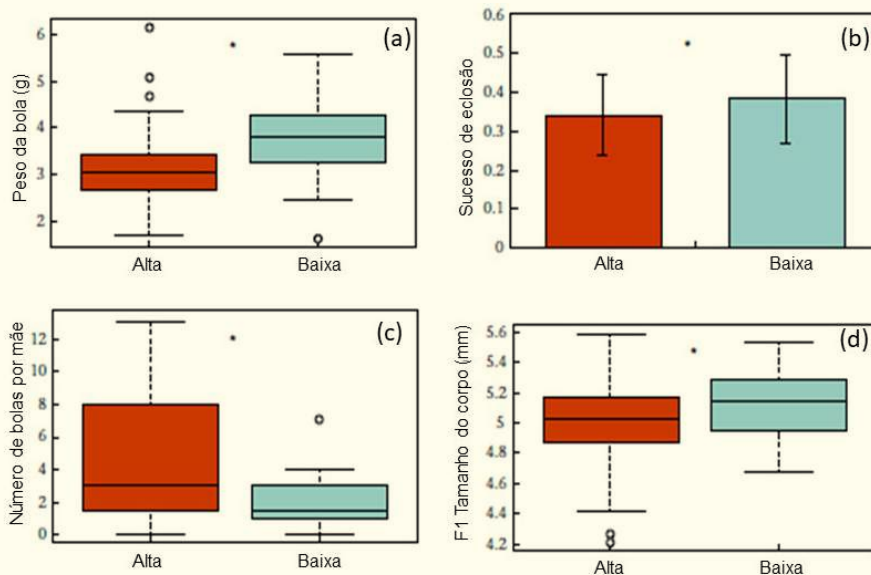 (a)
Peso da bola (g)
6
5
4
3
2
*
Alta
Baixa
(b)
Sucesso de eclosão
0.6
0.5
0.4
0.3
0.2
0.1
0
*
Alta
Baixa
(c)
Número de bolas por mãe
12
8
6
4
2
0
*
Alta
Baixa
(d)
F1 Tamanho do corpo (mm)
5.6
5.4
5.2
5
4.8
4.6
4.4
4.2
*
Alta
Baixa